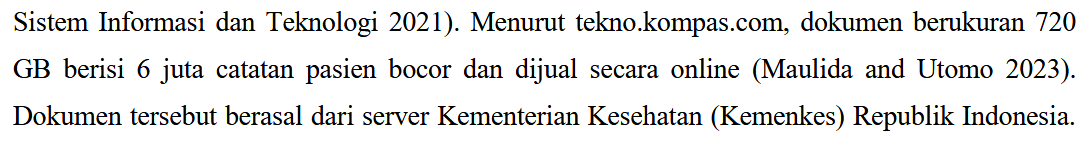 Sistem Informasi dan Teknologi 2021). Menurut tekno.kompas.com, dokumen berukuran 720
GB berisi 6 juta catatan pasien bocor dan dijual secara online (Maulida and Utomo 2023).
Dokumen tersebut berasal dari server Kementerian Kesehatan (Kemenkes) Republik Indonesia.